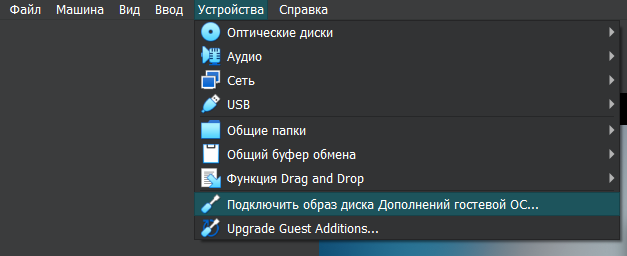 Файл Машина Вид Ввод Устройства Справка
Оптические диски
Аудио
Сеть
USB
Общие папки
Общий буфер обмена
Функция Drag and Drop
Подключить образ диска Дополнений гостевой ОС...
Upgrade Guest Additions...